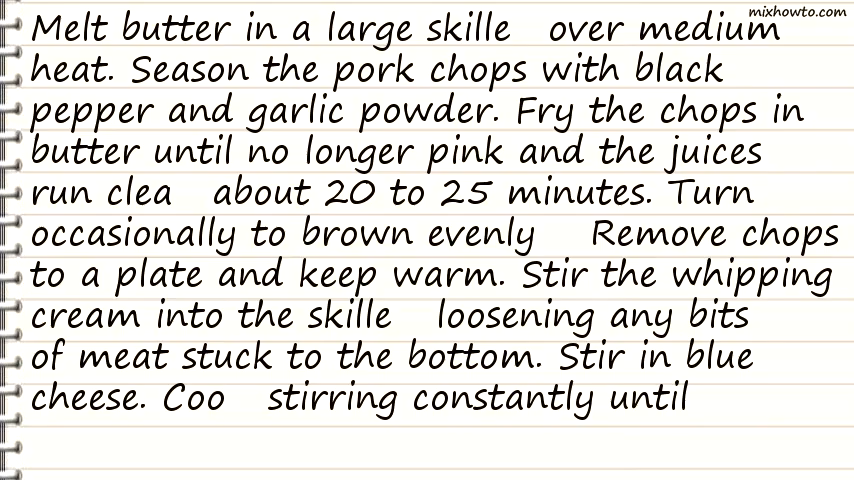 mixhowto.com
Melt butter in a large skille over medium
heat. Season the pork chops with black
pepper and garlic powder. Fry the chops in
butter until no longer pink and the juices
run clea about 20 to 25 minutes. Turn
occasionally to brown evenly Remove chops
to a plate and keep warm. Stir the whipping
cream into the skille loosening any bits
of meat stuck to the bottom. Stir in blue
cheese. Coo stirring constantly until